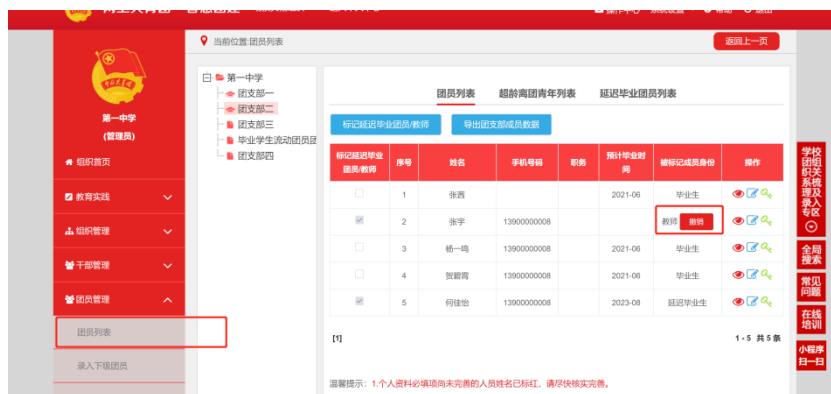 当前位置:团员列表
返回上一页
第一中学
(管理员)
组织首页
教育实践
组织管理
干部管理
团员管理
团员列表
录入下级团员
第一中学
团支部一
团支部二
团支部三
毕业学生流动团员团
团支部四
团员列表 超龄离团青年列表 延迟毕业团员列表
标记延迟毕业团员/教师 导出团支部成员数据
标记延迟毕业团员/教师 序号 姓名 手机号码 职务 预计毕业时间 被标记成员身份 操作
1 张茜 2021-06 毕业生
2 张宇 13900000008 教师 撤销
3 杨一鸣 13900000008 2021-06 毕业生
4 贺碧霄 13900000008 2021-06 毕业生
5 何佳怡 13900000008 2023-08 延迟毕业生
[1] 1-5 共5条
温馨提示：1.个人资料必填项尚未完善的人员姓名已标红，请尽快核实完善。
学校团组织关系统管理及录入专区
全局搜索
常见问题
在线培训
小程序扫一扫